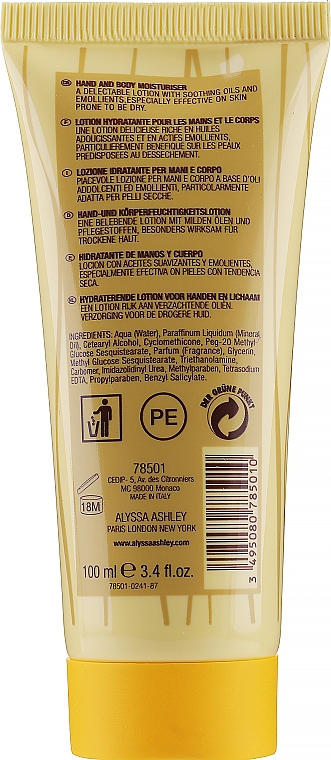 GB HAND AND BODY MOISTURISER
A DELECTABLE LOTION WITH SOOTHING OILS AND
EMOLLIENTS;ESPECIALLY EFFECTIVE ON SKIN
PRONE TO BE DRY.
F LOTION HYDRATANTE POUR LES MAINS ET LE CORPS
UNE LOTION DELICIEUSE RICHE EN HUILES
ADOUCISSANTES ET EN ACTIFS EMOLLIENTS,
PARTICULIEREMENT BENEFIQUE SUR LES PEAUX
PREDISPOSEES AU DESSECHEMENT.
I LOZIONE IDRATANTE PER MANI E CORPO
PIACEVOLE LOZIONE PER MANI E CORPO A BASE D'OLI
ADDOLCENTI ED EMOLLIENTI, PARTICOLARMENTE
ADATTA PER PELLI SECCHE.
D HAND-UND KÖRPERFEUCHTIGKEITSLOTION
EINE BELEBENDE LOTION MIT MILDEN ÖLEN UND
PFLEGESTOFFEN, BESONDERS WIRKSAM FÜR
TROCKENE HAUT.
E HIDRATANTE DE MANOS Y CUERPO
LOCION CON ACEITES SUAVIZANTES Y EMOLIENTES,
ESPECIALMENTE EFFECTIVA EN PIELES CON TENDENCIA
SECA.
NL HYDRATERENDE LOTION VOOR HANDEN EN LICHAAM
EEN LOTION RIJK AAN VERZACHTENDE OLIËN.
VERZORGING VOOR DE DROGERE HUID.
INGREDIENTS: Aqua (Water), Paraffinum Liquidum (Mineral
Oil), Cetearyl Alcohol, Cyclomethicone, Peg-20 Methyl
Glucose Sesquistearate, Parfum (Fragrance), Glycerin,
Methyl Glucose Sesquistearate, Triethanolamine,
Carbomer, Imidazolidinyl Urea, Methylparaben, Tetrasodium
EDTA, Propylparaben, Benzyl Salicylate.
PE
DER GRÜNE PUNKT
78501
CEDIP- 5, Av. des Citronniers
MC 98000 Monaco
MADE IN ITALY
18M
ALYSSA ASHLEY
PARIS LONDON NEW YORK
www.alyssaashley.com
100 ml e 3.4 fl.oz.
78501-0241-87
3 495080 785010